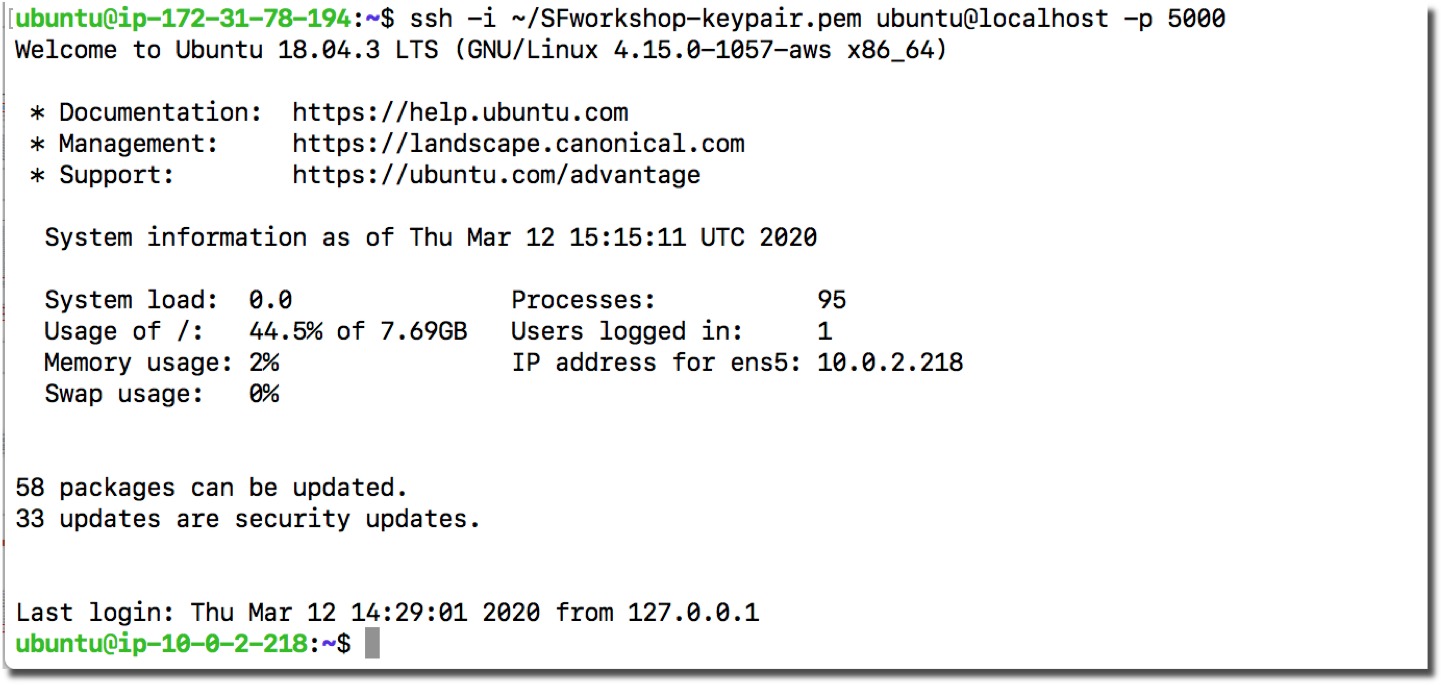 [ubuntu@ip-172-31-78-194:~$ ssh -i ~/SFworkshop-keypair.pem ubuntu@localhost -p 5000
Welcome to Ubuntu 18.04.3 LTS (GNU/Linux 4.15.0-1057-aws x86_64)
* Documentation:  https://help.ubuntu.com
* Management:     https://landscape.canonical.com
* Support:        https://ubuntu.com/advantage
System information as of Thu Mar 12 15:15:11 UTC 2020
System load:  0.0               Processes:           95
Usage of /:   44.5% of 7.69GB   Users logged in:     1
Memory usage: 2%                IP address for ens5: 10.0.2.218
Swap usage:   0%
58 packages can be updated.
33 updates are security updates.
Last login: Thu Mar 12 14:29:01 2020 from 127.0.0.1
ubuntu@ip-10-0-2-218:~$